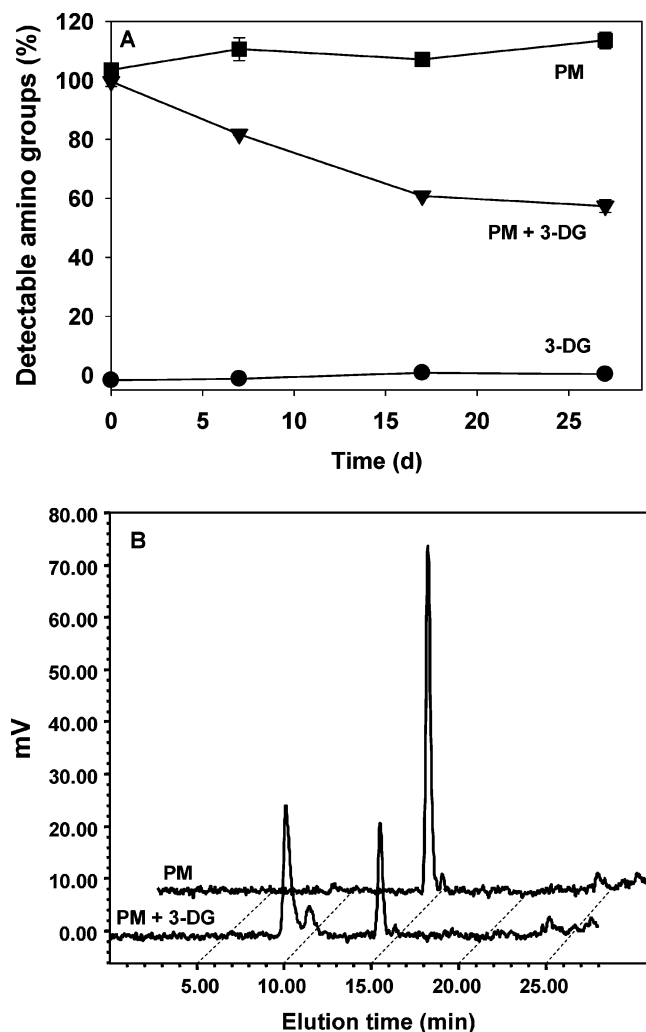 A
Detectable amino groups (%)
120
100
80
60
40
20
0
PM
PM + 3-DG
3-DG
0 5 10 15 20 25
Time (d)
B
mV
80.00
70.00
60.00
50.00
40.00
30.00
20.00
10.00
0.00
PM
PM + 3-DG
5.00 10.00 15.00 20.00 25.00
Elution time (min)